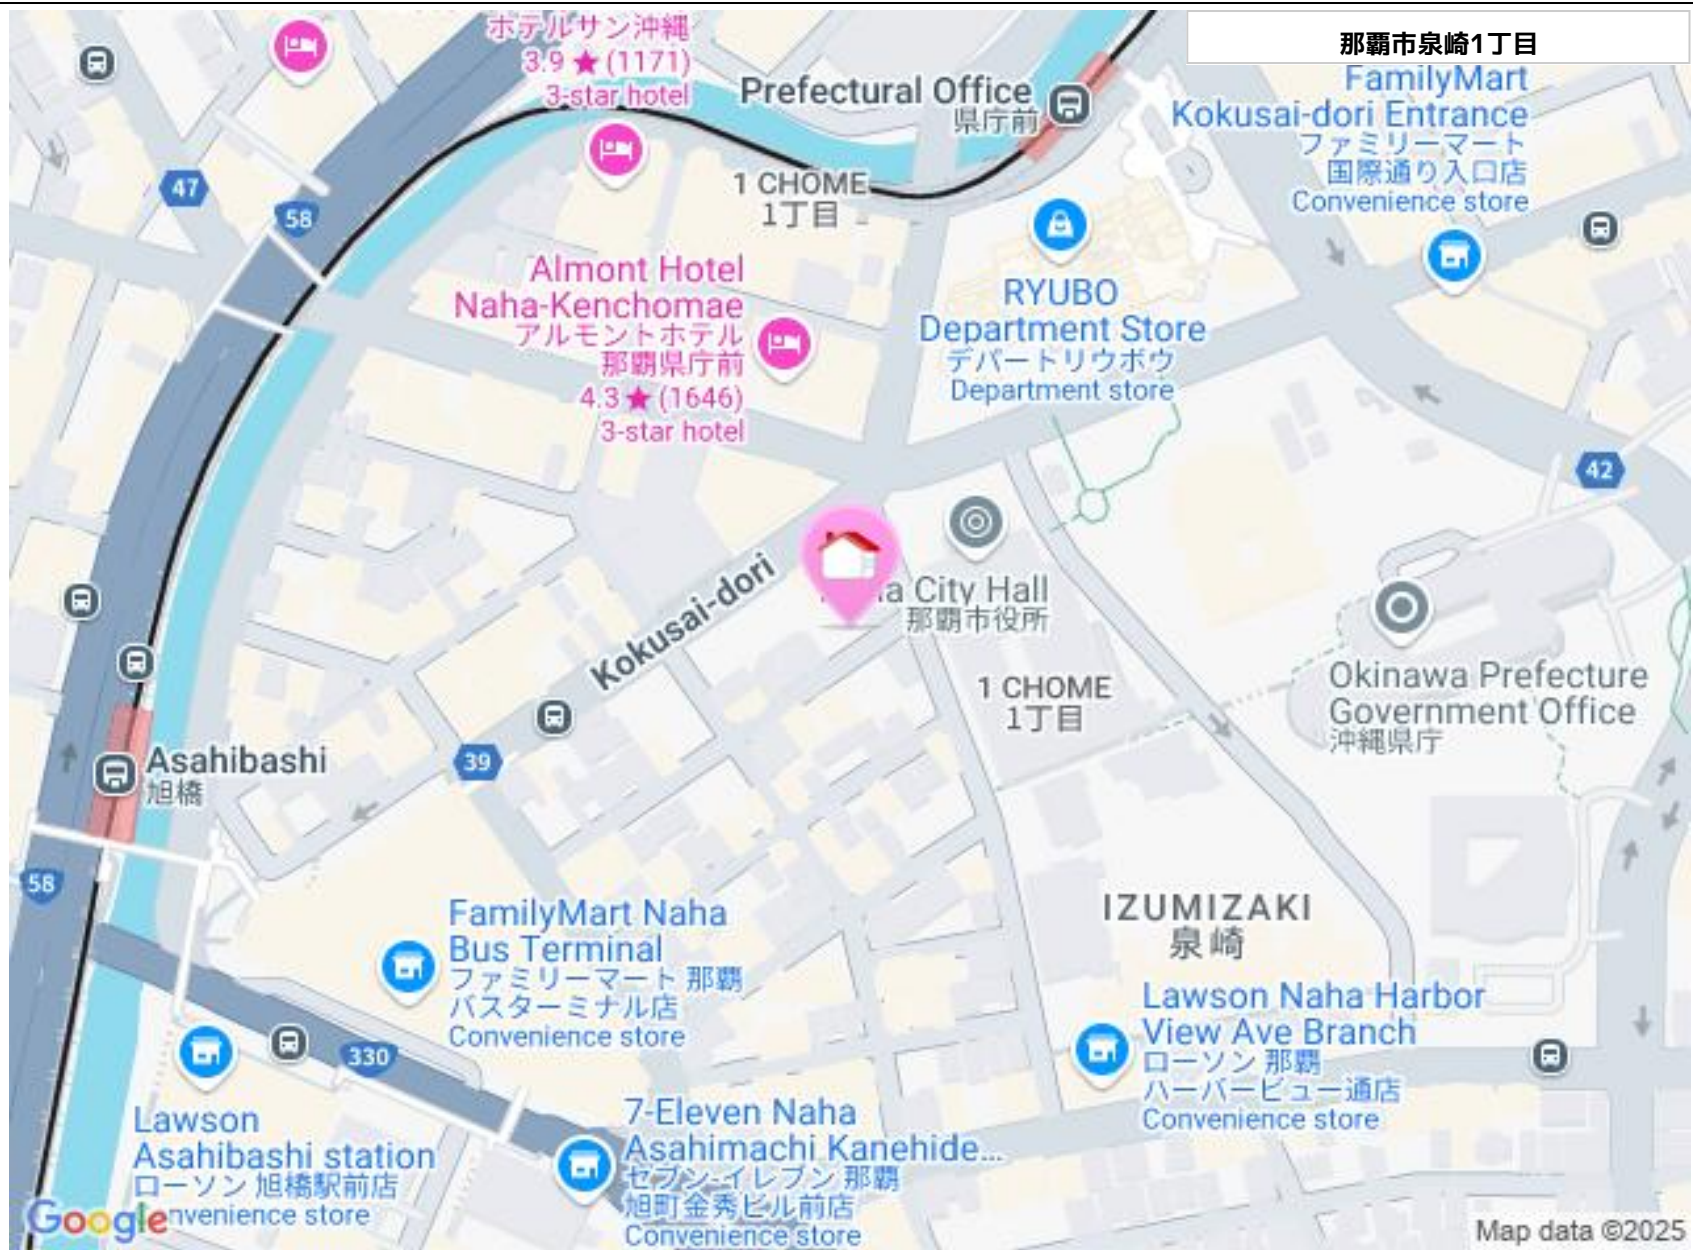 那覇市泉崎1丁目
ホテルサン沖縄
3.9 ★ (1171)
3-star hotel
Prefectural Office
県庁前
FamilyMart
Kokusai-dori Entrance
ファミリーマート
国際通り入口店
Convenience store
47
58
1 CHOME
1丁目
Almont Hotel
Naha-Kenchomae
アルモントホテル
那覇県庁前
4.3 ★ (1646)
3-star hotel
RYUBO
Department Store
デパートリウボウ
Department store
42
Kokusai-dori
City Hall
那覇市役所
1 CHOME
1丁目
Okinawa Prefecture
Government Office
沖縄県庁
39
Asahibashi
旭橋
58
IZUMIZAKI
泉崎
FamilyMart Naha
Bus Terminal
ファミリーマート 那覇
バスターミナル店
Convenience store
Lawson Naha Harbor
View Ave Branch
ローソン 那覇
ハーバービュー通店
Convenience store
330
Lawson
Asahibashi station
ローソン 旭橋駅前店
nvenience store
7-Eleven Naha
Asahimachi Kanehide...
セブン-イレブン 那覇
旭町金秀ビル前店
Convenience store
Google
Map data ©2025